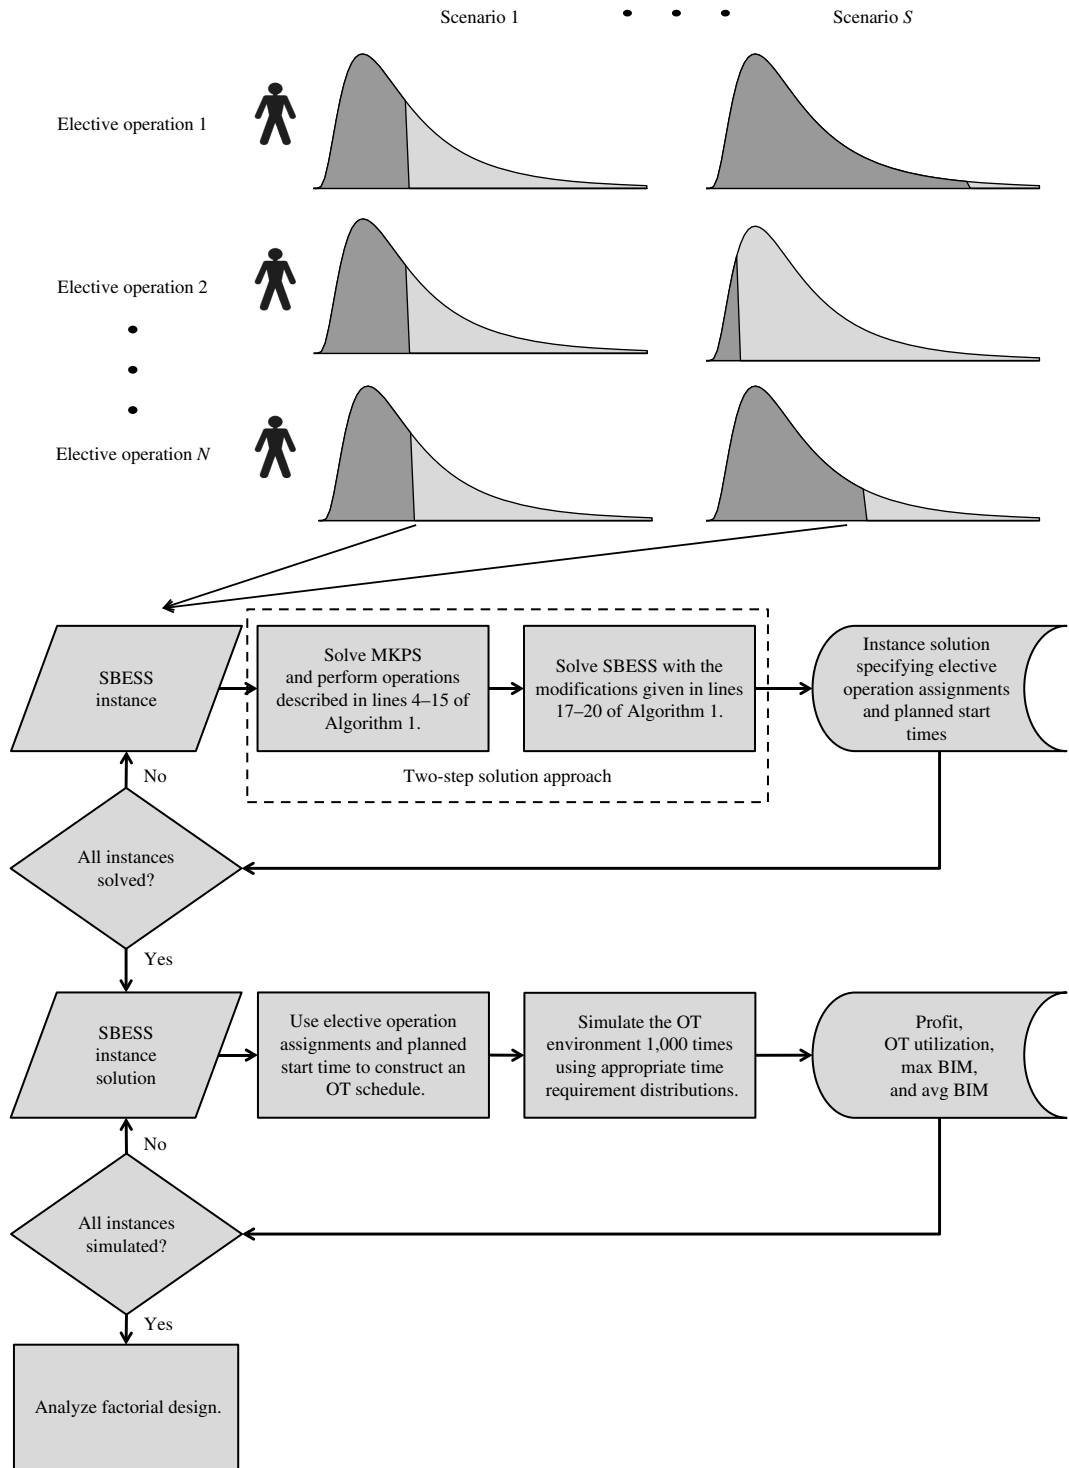 Scenario 1
Scenario S
Elective operation 1
Elective operation 2
Elective operation N
SBESS
instance
Solve MKPS
and perform operations
described in lines 4–15 of
Algorithm 1.
Solve SBESS with the
modifications given in lines
17–20 of Algorithm 1.
Instance solution
specifying elective
operation assignments
and planned start
times
Two-step solution approach
No
All instances
solved?
Yes
SBESS
instance
solution
Use elective operation
assignments and planned
start time to construct an
OT schedule.
Simulate the OT
environment 1,000 times
using appropriate time
requirement distributions.
Profit,
OT utilization,
max BIM,
and avg BIM
No
All instances
simulated?
Yes
Analyze factorial design.